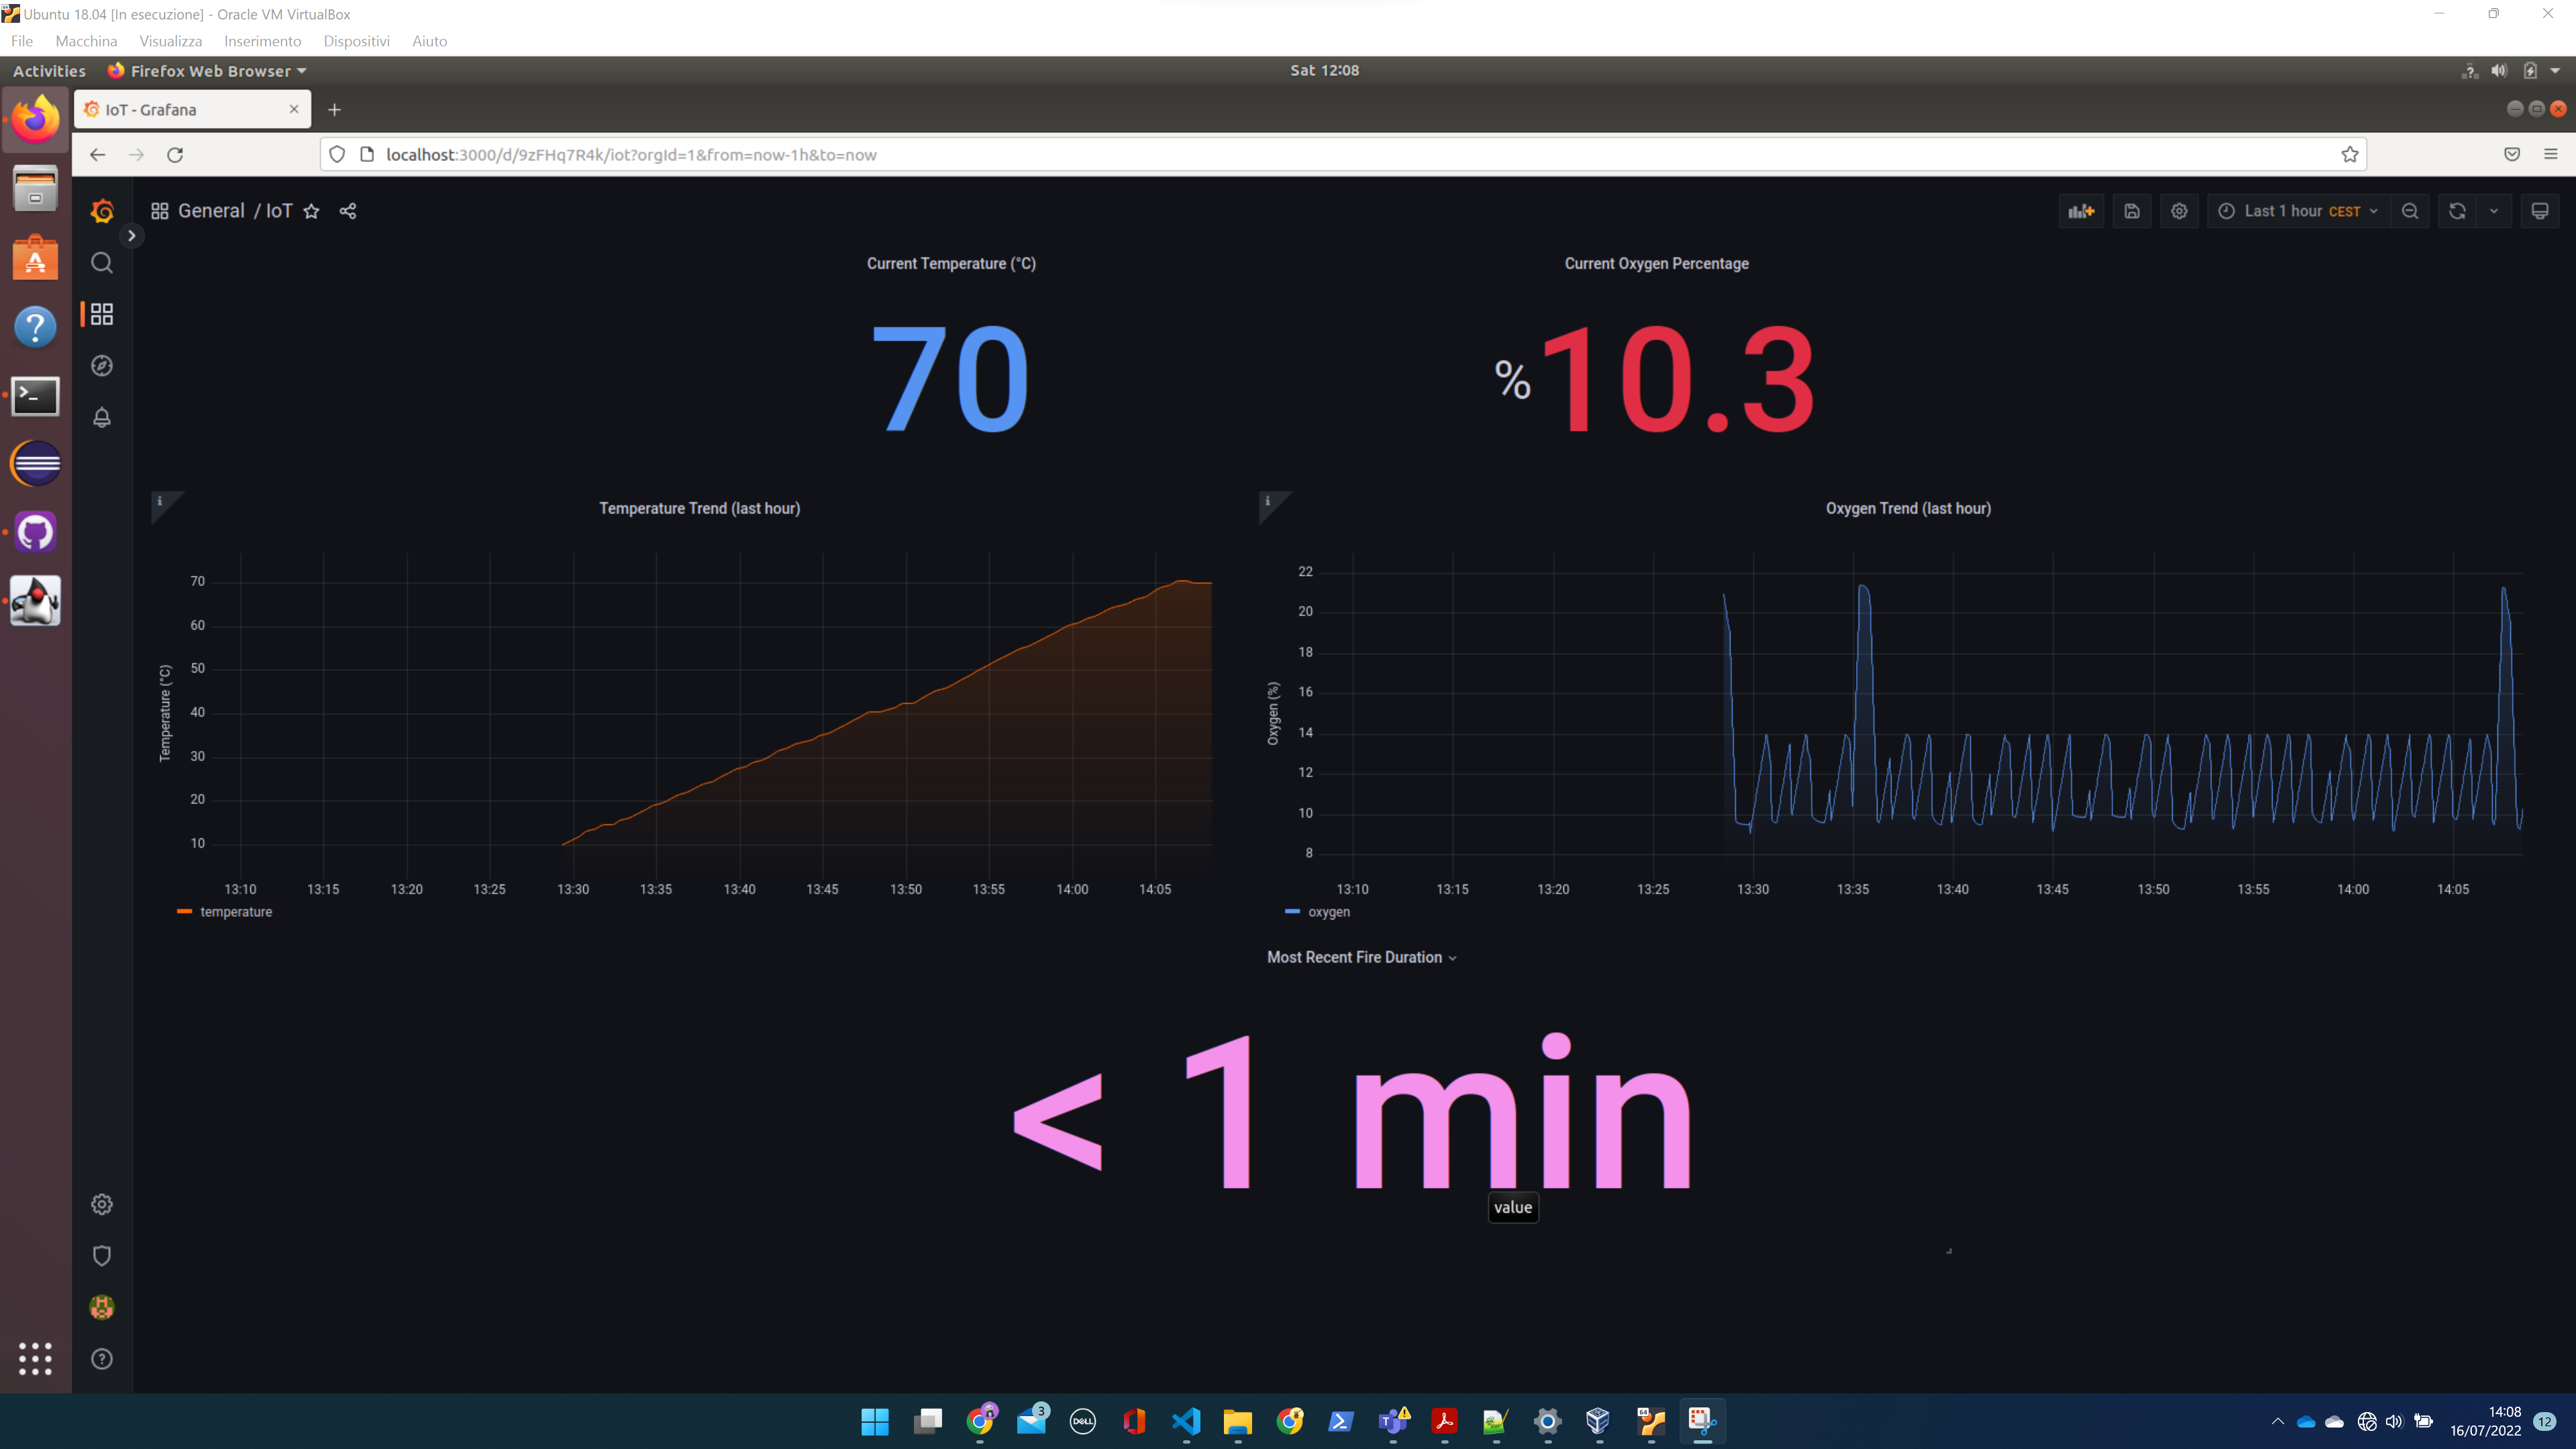 Ubuntu 18.04 [In esecuzione] - Oracle VM VirtualBox
File Macchina Visualizza Inserimento Dispositivi Aiuto
Activities Firefox Web Browser Sat 12:08
IoT - Grafana
localhost:3000/d/9zFHq7R4k/iot?orgId=1&from=now-1h&to=now
General / IoT Last 1 hour CEST
Current Temperature (°C)
70
Current Oxygen Percentage
%10.3
Temperature Trend (last hour)
Temperature (°C)
70
60
50
40
30
20
10
13:10 13:15 13:20 13:25 13:30 13:35 13:40 13:45 13:50 13:55 14:00 14:05
temperature
Oxygen Trend (last hour)
Oxygen (%)
22
20
18
16
14
12
10
8
13:10 13:15 13:20 13:25 13:30 13:35 13:40 13:45 13:50 13:55 14:00 14:05
oxygen
Most Recent Fire Duration
< 1 min
value
3
DELL
64
14:08
16/07/2022
12